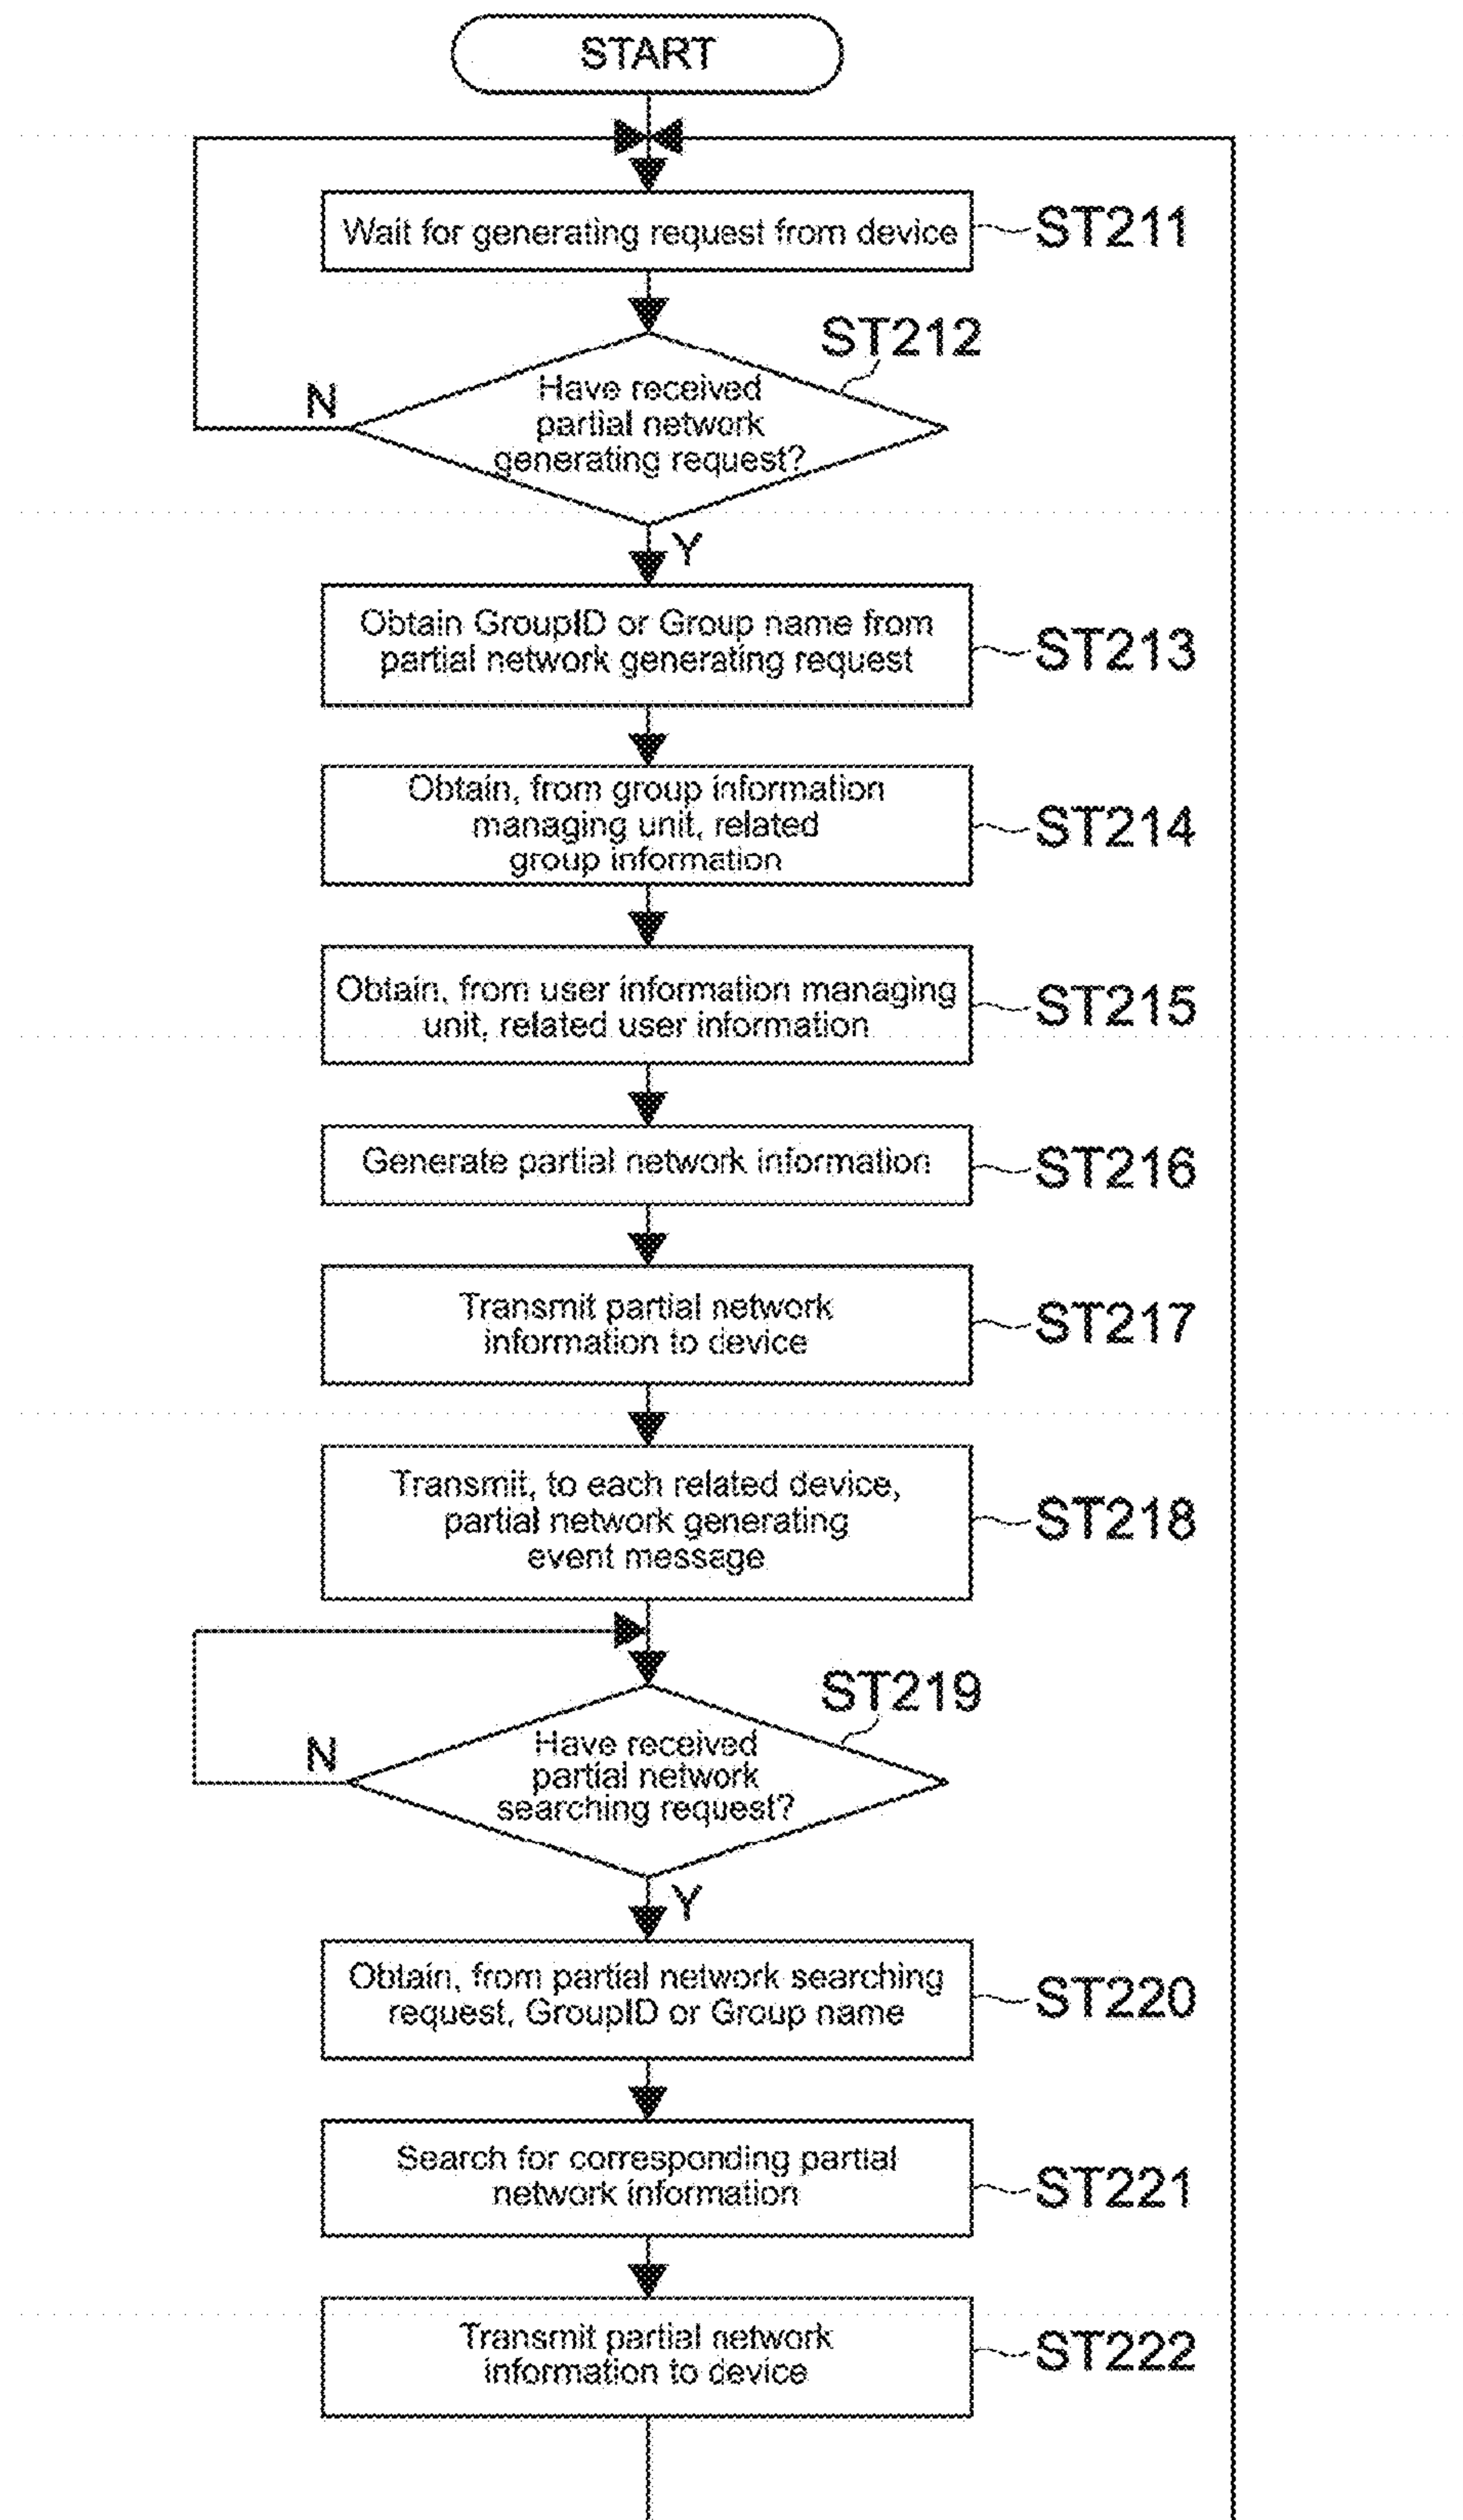 START
Wait for generating request from device
ST211
ST212
Have received
partial network
generating request?
N
Y
Obtain GroupID or Group name from
partial network generating request
ST213
Obtain, from group information
managing unit, related
group information
ST214
Obtain, from user information managing
unit, related user information
ST215
Generate partial network information
ST216
Transmit partial network
information to device
ST217
Transmit, to each related device,
partial network generating
event message
ST218
ST219
Have received
partial network
searching request?
N
Y
Obtain, from partial network searching
request, GroupID or Group name
ST220
Search for corresponding partial
network information
ST221
Transmit partial network
information to device
ST222